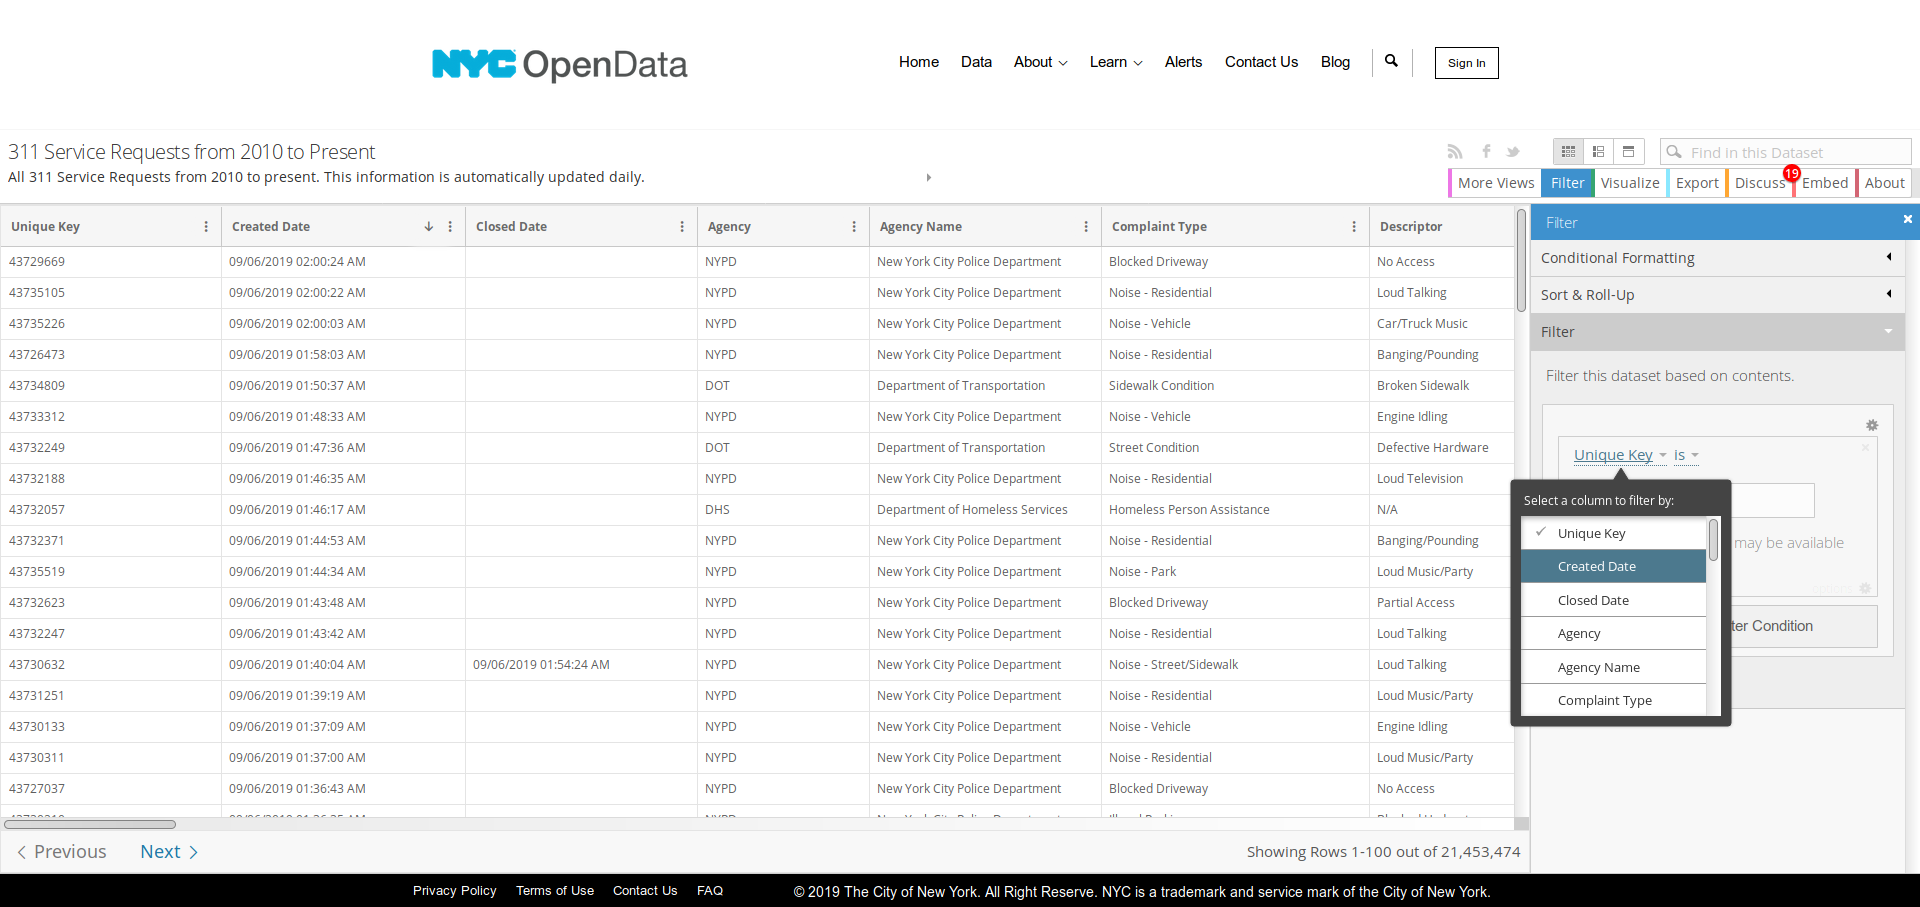 NYC OpenData
Home Data About Learn Alerts Contact Us Blog Sign In
311 Service Requests from 2010 to Present
All 311 Service Requests from 2010 to present. This information is automatically updated daily.
Find in this Dataset
More Views Filter Visualize Export Discuss 19 Embed About
Unique Key Created Date Closed Date Agency Agency Name Complaint Type Descriptor
43729669 09/06/2019 02:00:24 AM NYPD New York City Police Department Blocked Driveway No Access
43735105 09/06/2019 02:00:22 AM NYPD New York City Police Department Noise - Residential Loud Talking
43735226 09/06/2019 02:00:03 AM NYPD New York City Police Department Noise - Vehicle Car/Truck Music
43726473 09/06/2019 01:58:03 AM NYPD New York City Police Department Noise - Residential Banging/Pounding
43734809 09/06/2019 01:50:37 AM DOT Department of Transportation Sidewalk Condition Broken Sidewalk
43733312 09/06/2019 01:48:33 AM NYPD New York City Police Department Noise - Vehicle Engine Idling
43732249 09/06/2019 01:47:36 AM DOT Department of Transportation Street Condition Defective Hardware
43732188 09/06/2019 01:46:35 AM NYPD New York City Police Department Noise - Residential Loud Television
43732057 09/06/2019 01:46:17 AM DHS Department of Homeless Services Homeless Person Assistance N/A
43732371 09/06/2019 01:44:53 AM NYPD New York City Police Department Noise - Residential Banging/Pounding
43735519 09/06/2019 01:44:34 AM NYPD New York City Police Department Noise - Park Loud Music/Party
43732623 09/06/2019 01:43:48 AM NYPD New York City Police Department Blocked Driveway Partial Access
43732247 09/06/2019 01:43:42 AM NYPD New York City Police Department Noise - Residential Loud Talking
43730632 09/06/2019 01:40:04 AM 09/06/2019 01:54:24 AM NYPD New York City Police Department Noise - Street/Sidewalk Loud Talking
43731251 09/06/2019 01:39:19 AM NYPD New York City Police Department Noise - Residential Loud Music/Party
43730133 09/06/2019 01:37:09 AM NYPD New York City Police Department Noise - Vehicle Engine Idling
43730311 09/06/2019 01:37:00 AM NYPD New York City Police Department Noise - Residential Loud Music/Party
43727037 09/06/2019 01:36:43 AM NYPD New York City Police Department Blocked Driveway No Access
Previous Next Showing Rows 1-100 out of 21,453,474
Filter
Conditional Formatting
Sort & Roll-Up
Filter
Filter this dataset based on contents.
Unique Key is
may be available
Condition
Select a column to filter by:
Unique Key
Created Date
Closed Date
Agency
Agency Name
Complaint Type
Privacy Policy Terms of Use Contact Us FAQ © 2019 The City of New York. All Right Reserve. NYC is a trademark and service mark of the City of New York.